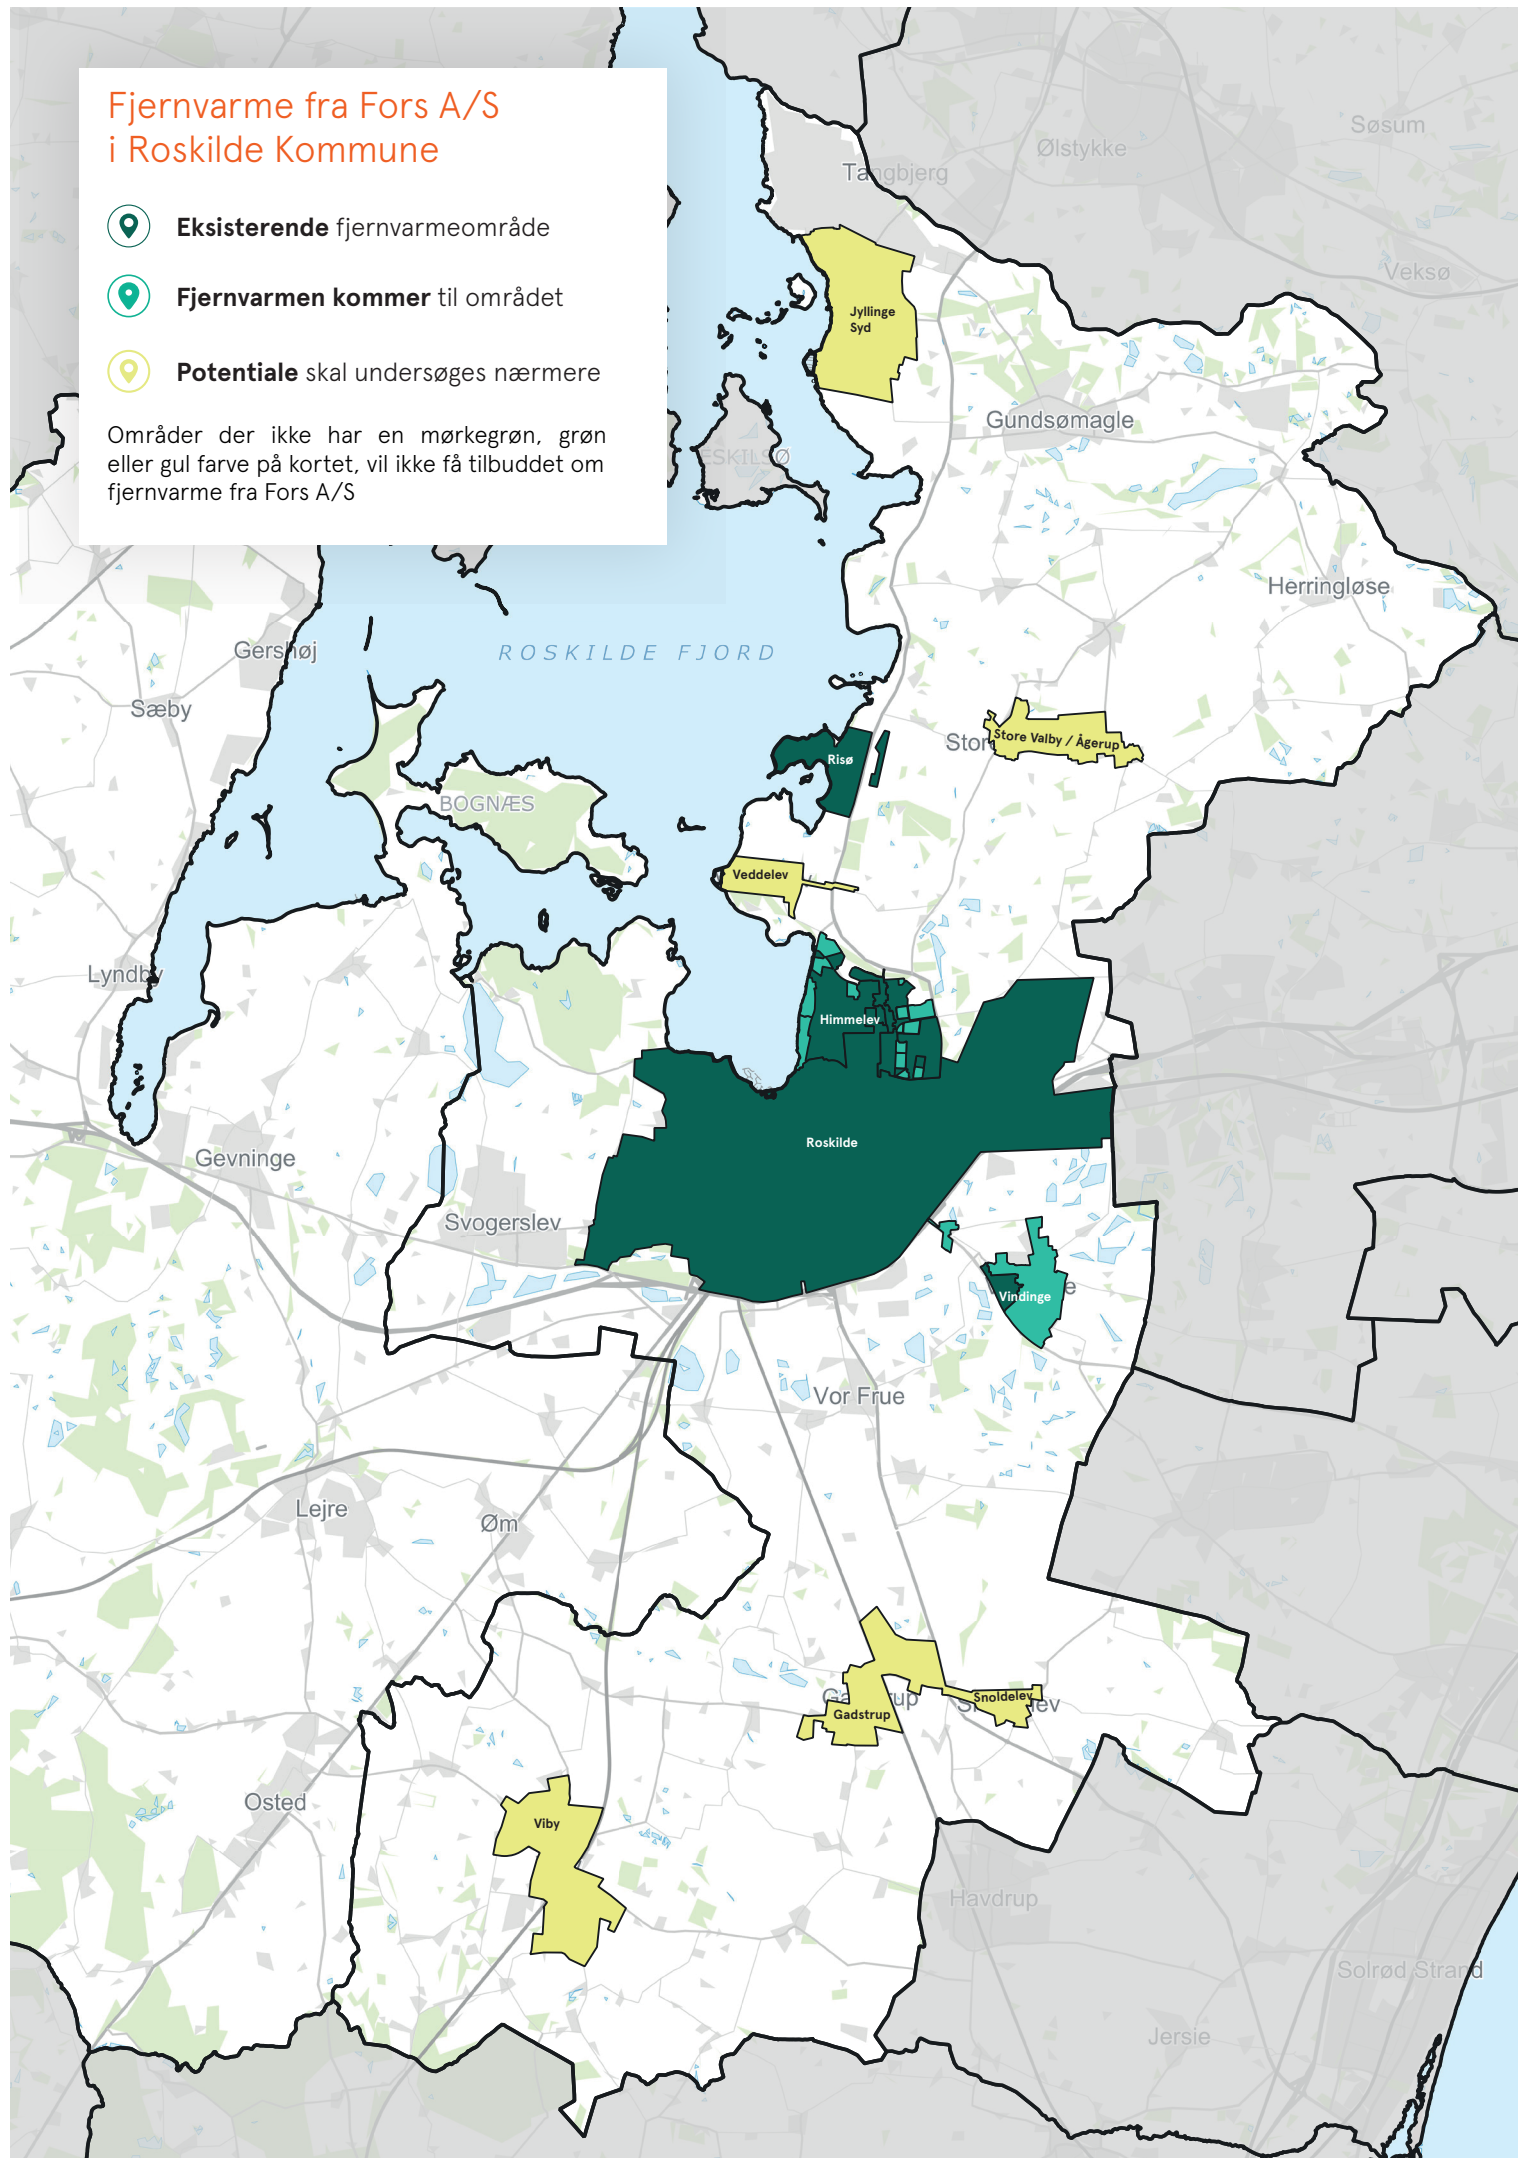 Fjernvarme fra Fors A/S
i Roskilde Kommune
Eksisterende fjernvarmeområde
Fjernvarmen kommer til området
Potentiale skal undersøges nærmere
Områder der ikke har en mørkegrøn, grøn
eller gul farve på kortet, vil ikke få tilbuddet om
fjernvarme fra Fors A/S
Søsum
Ølstykke
Tangbjerg
Veksø
Jyllinge
Syd
Gundsømagle
ESKILSØ
Herringløse
Gershøj
ROSKILDE FJORD
Sæby
Stor
Store Valby / Ågerup
Risø
BOGNÆS
Veddelev
Lyndby
Himmelev
Roskilde
Gevninge
Svogerslev
Vindinge
e
Vor Frue
Lejre
Øm
Snoldelev
Gadstrup
Viby
Osted
Havdrup
Solrød Strand
Jersie